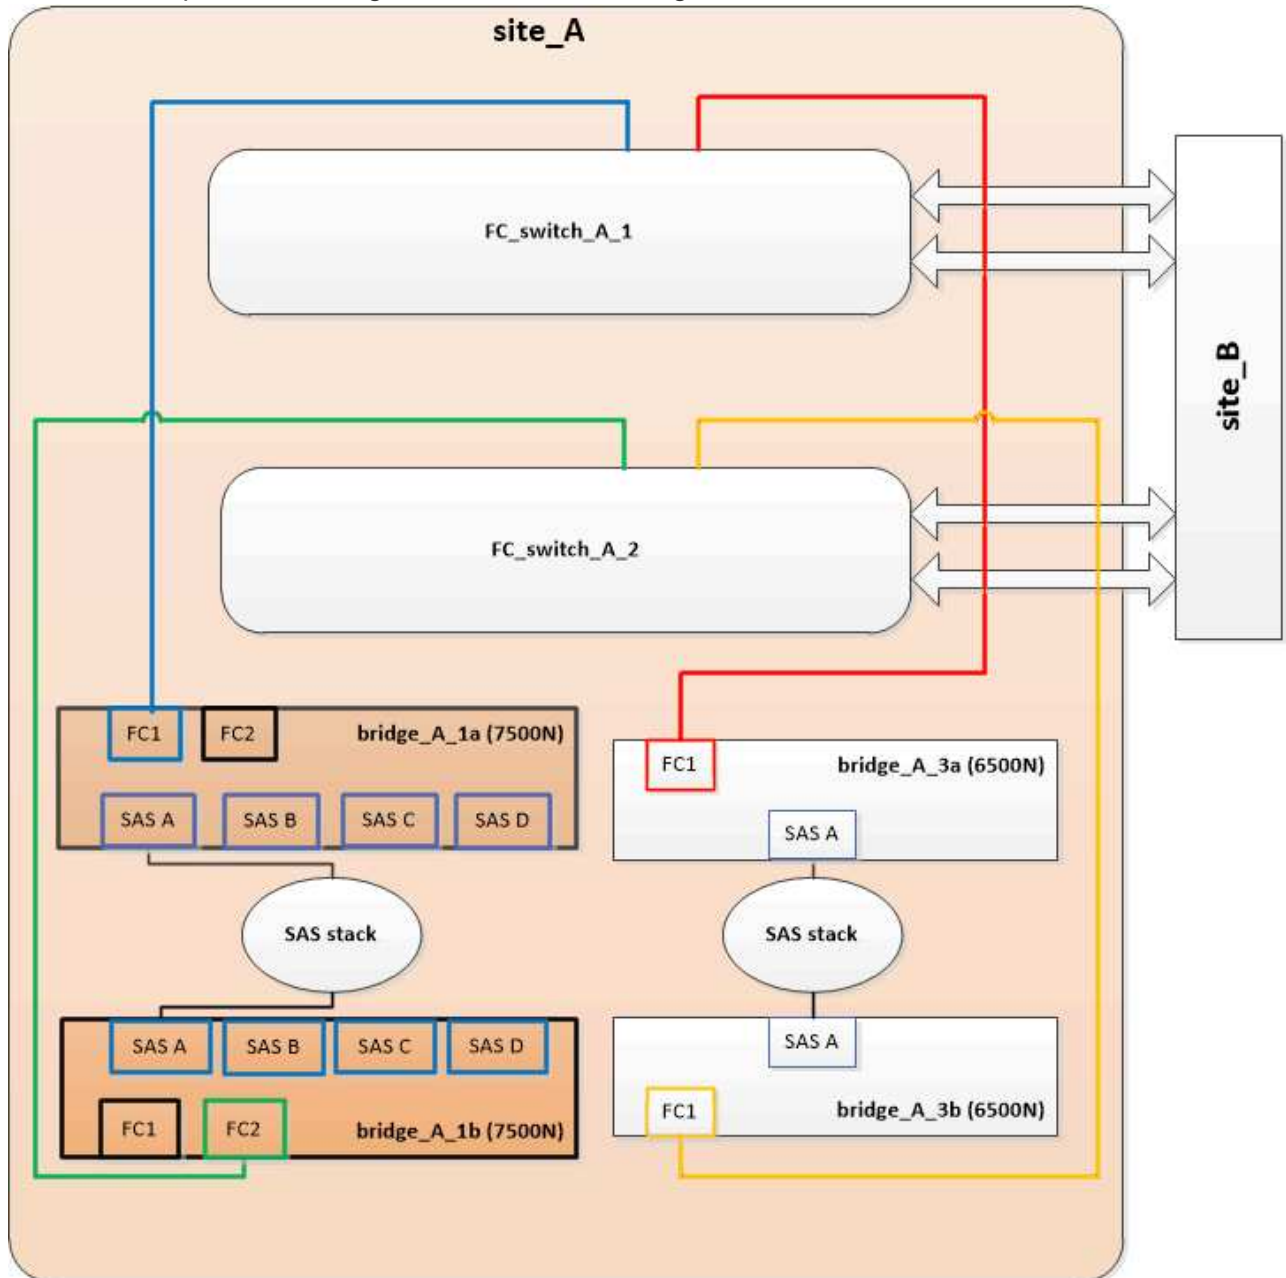 site_A
FC_switch_A_1
site_B
FC_switch_A_2
FC1 FC2 bridge_A_1a (7500N)
FC1 bridge_A_3a (6500N)
SAS A SAS B SAS C SAS D
SAS A
SAS stack SAS stack
SAS A SAS B SAS C SAS D
SAS A
FC1 FC2 bridge_A_1b (7500N)
FC1 bridge_A_3b (6500N)